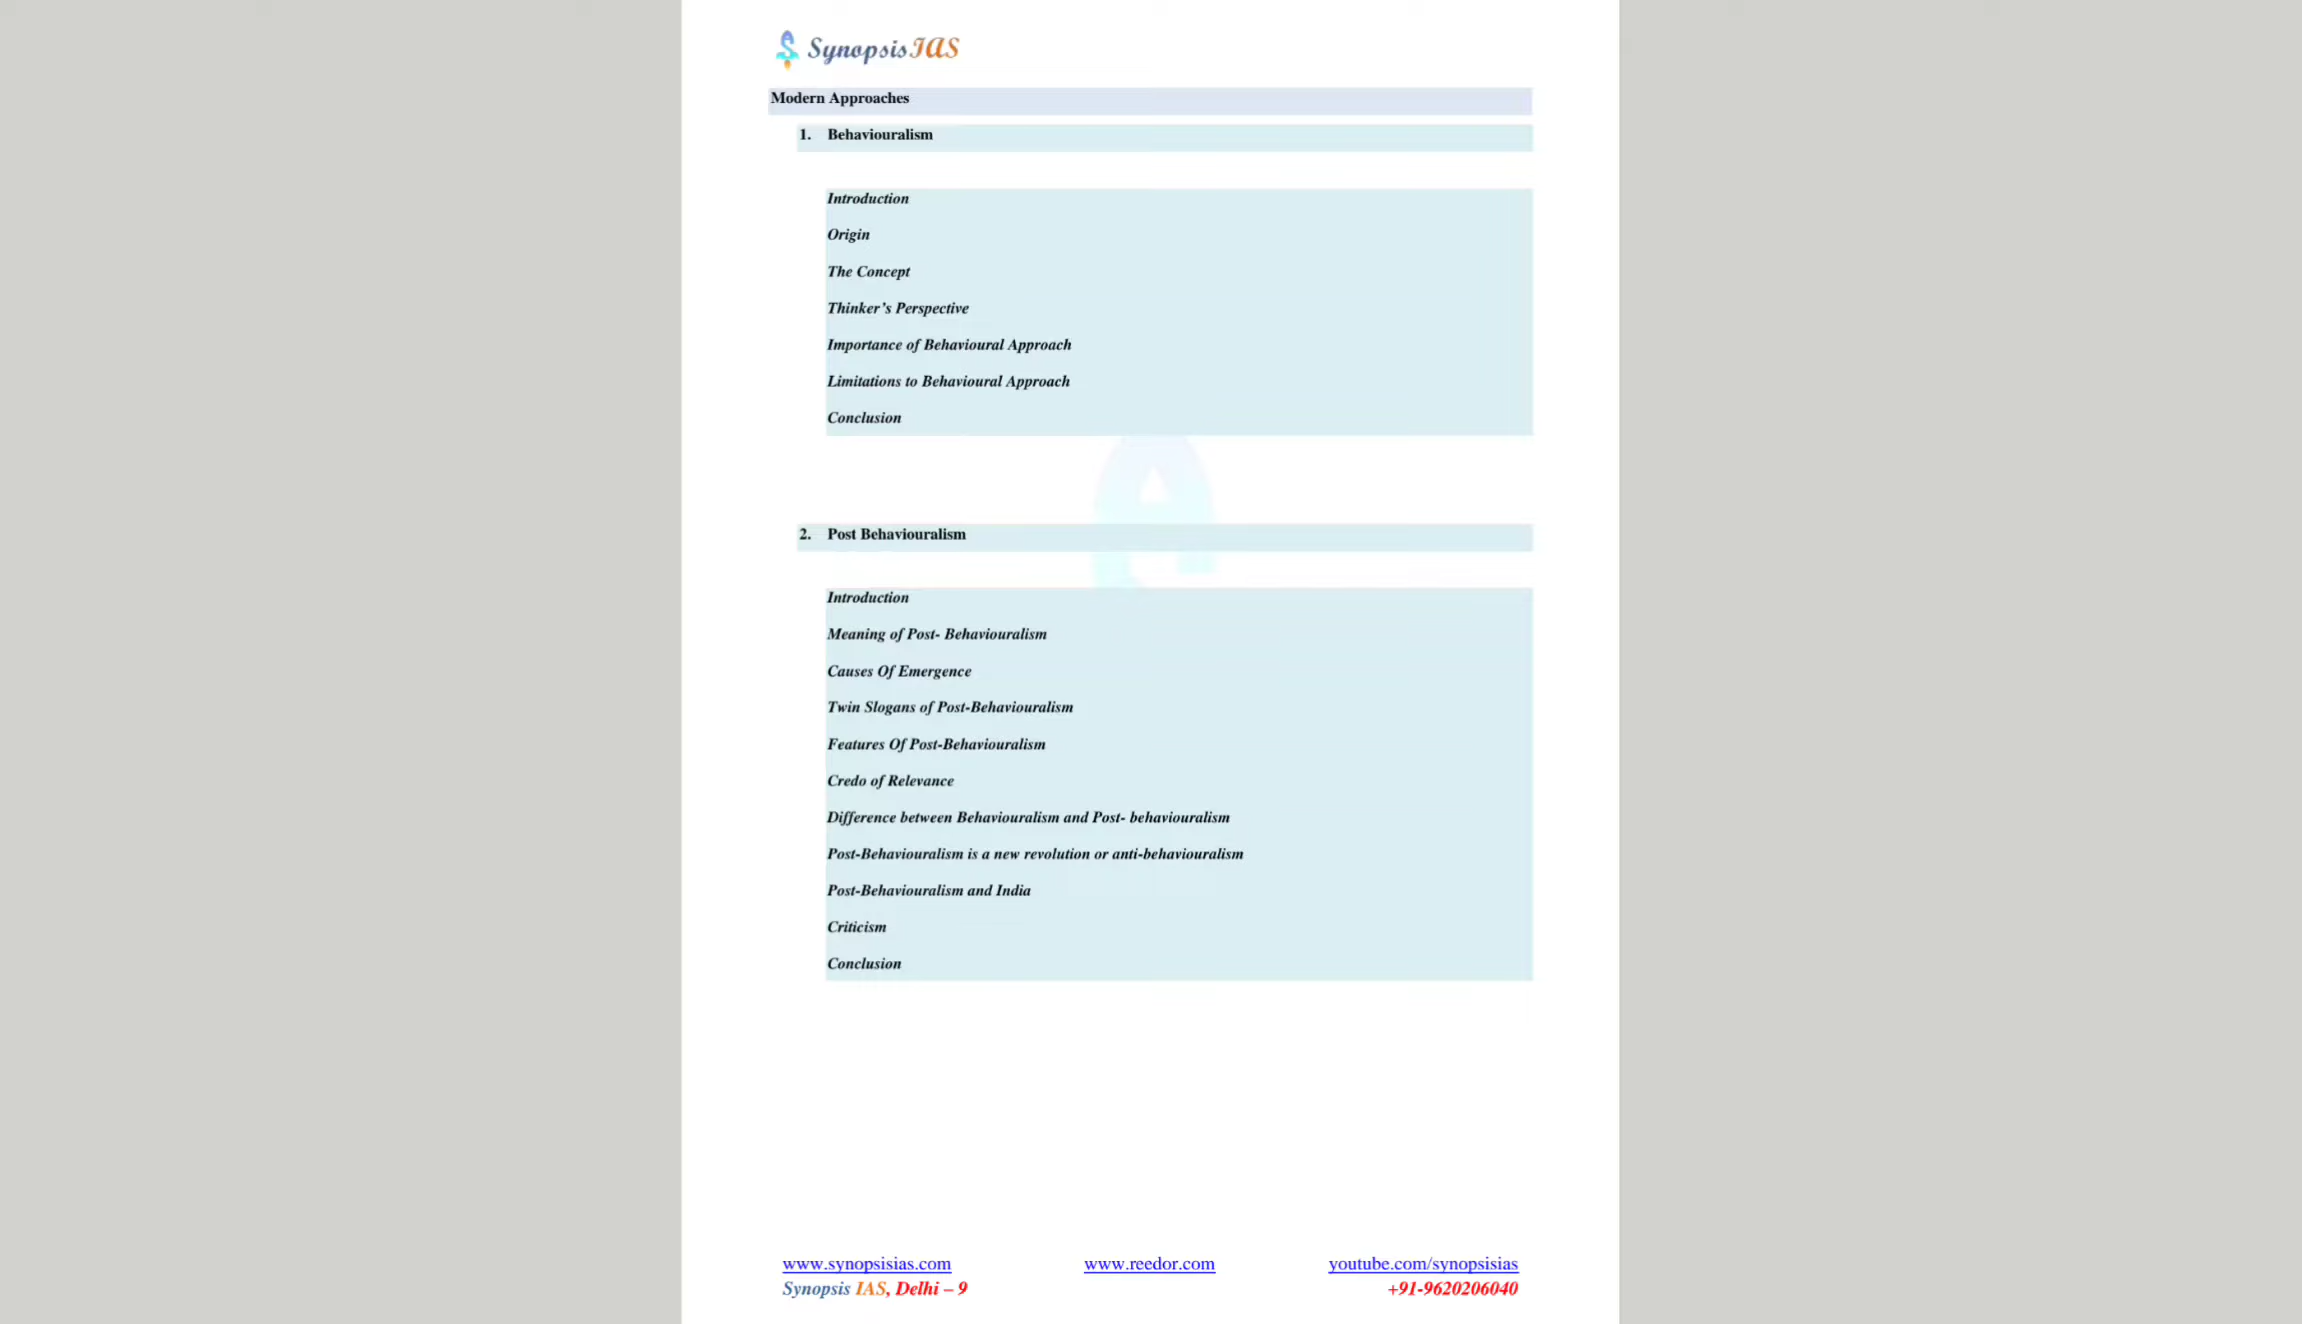 Synopsis IAS
Modern Approaches
1. Behaviouralism
Introduction
Origin
The Concept
Thinker’s Perspective
Importance of Behavioural Approach
Limitations to Behavioural Approach
Conclusion
2. Post Behaviouralism
Introduction
Meaning of Post- Behaviouralism
Causes Of Emergence
Twin Slogans of Post-Behaviouralism
Features Of Post-Behaviouralism
Credo of Relevance
Difference between Behaviouralism and Post- behaviouralism
Post-Behaviouralism is a new revolution or anti-behaviouralism
Post-Behaviouralism and India
Criticism
Conclusion
www.synopsisias.com www.reedor.com youtube.com/synopsisias
Synopsis IAS, Delhi – 9 +91-9620206040